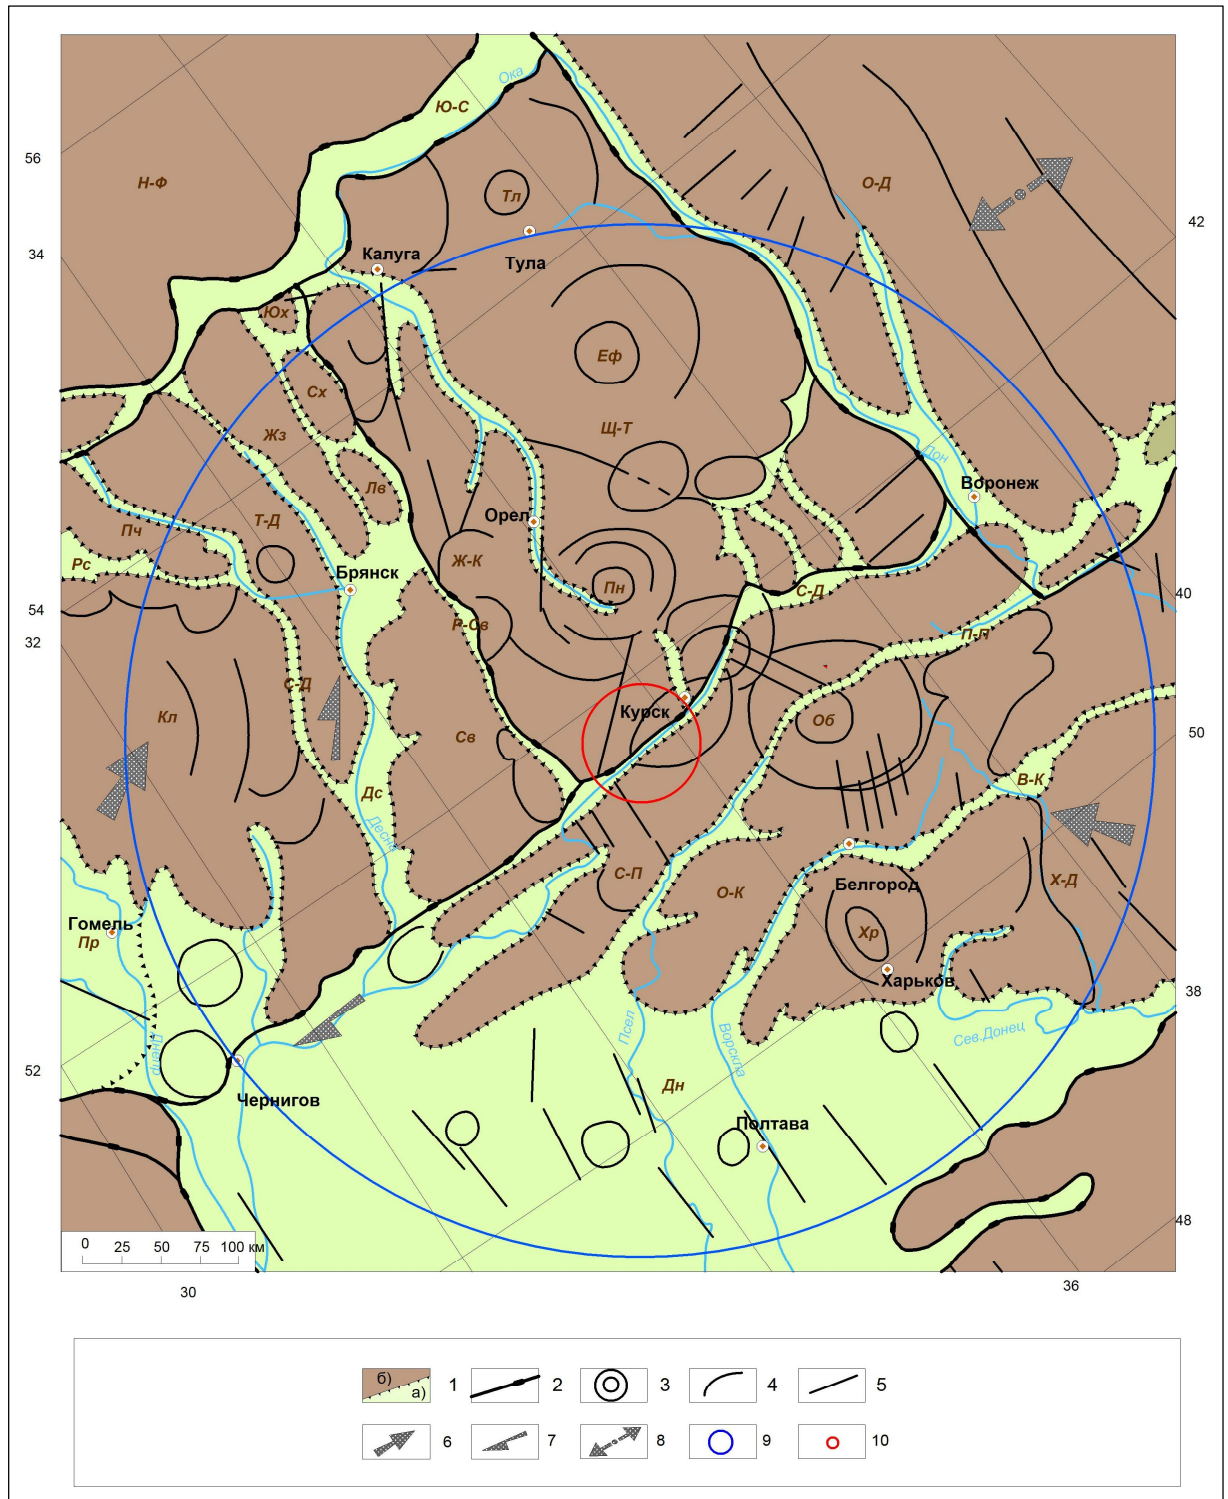 Ока
Ю-С
56
Н-Ф
О-Д
Тл
42
34
Калуга
Тула
Юх
Еф
Сх
Жз
Щ-Т
Дон
Лв
Воронеж
Т-Д
Орел
Пч
Ж-К
Рс
Брянск
Пн
С-Д
40
54
Р-Св
32
П-П
С-Д
Кл
Курск
Об
50
Св
В-К
Дс
Десна
С-П
О-К
Х-Д
Белгород
Гомель
Пр
Хр
Харьков
38
Днепр
Псел
Ворскла
Сев.Донец
52
Дн
Чернигов
Полтава
48
0 25 50 75 100 км
30
36
б)
а)
1 2 3 4 5
6 7 8 9 10